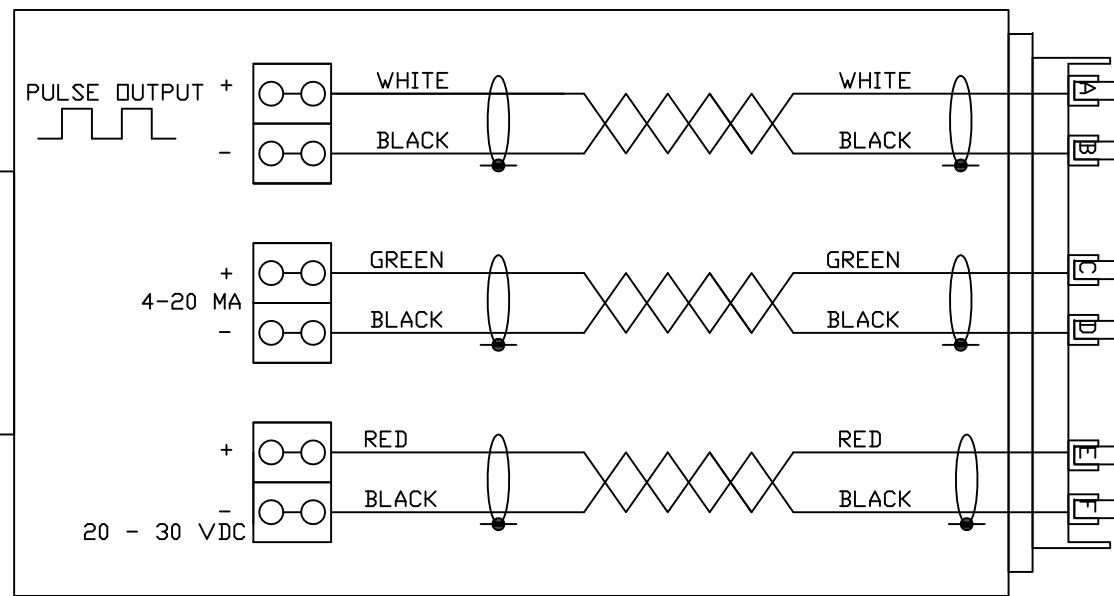 WHITE WHITE
PULSE OUTPUT + A
- BLACK BLACK B
GREEN GREEN
+ C
4-20 MA
- BLACK BLACK D
RED RED
+ E
- BLACK BLACK F
20 - 30 VDC